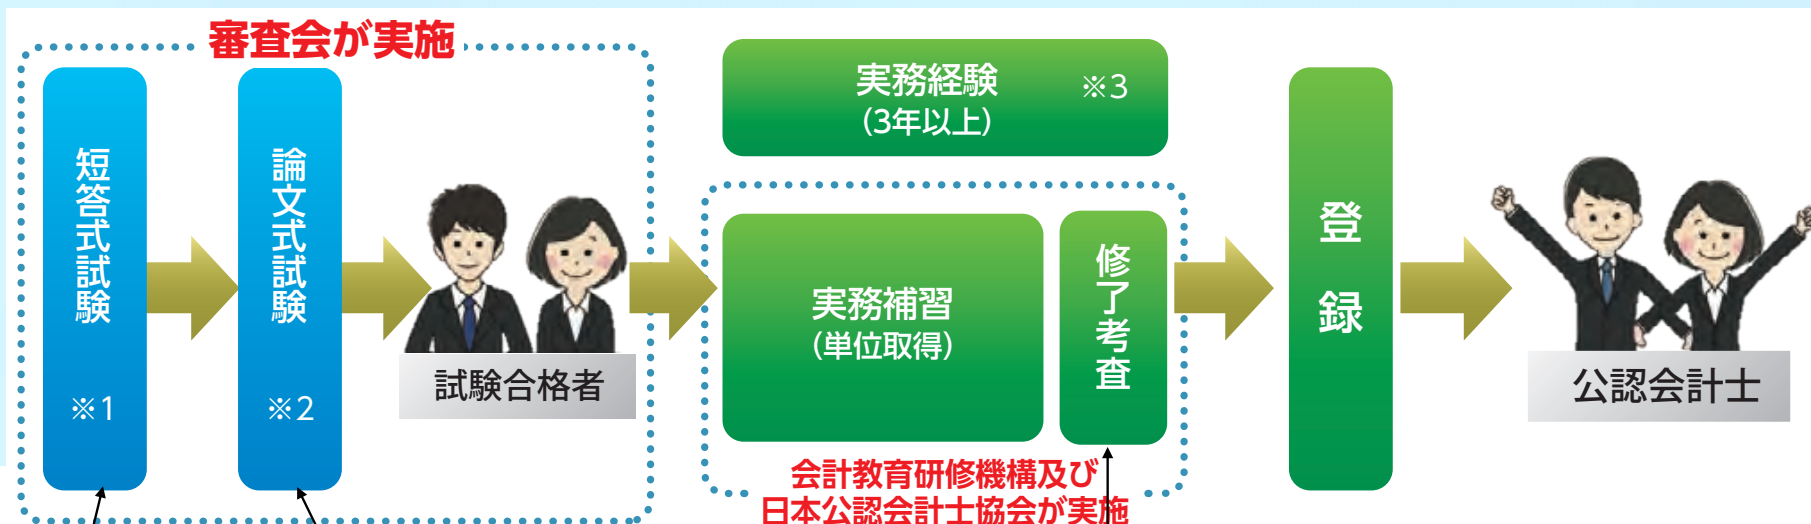 審査会が実施
短答式試験
※1
論文式試験
※2
試験合格者
実務経験 ※3
(3年以上)
実務補習
(単位取得)
修了考査
会計教育研修機構及び
日本公認会計士協会が実施
登録
公認会計士